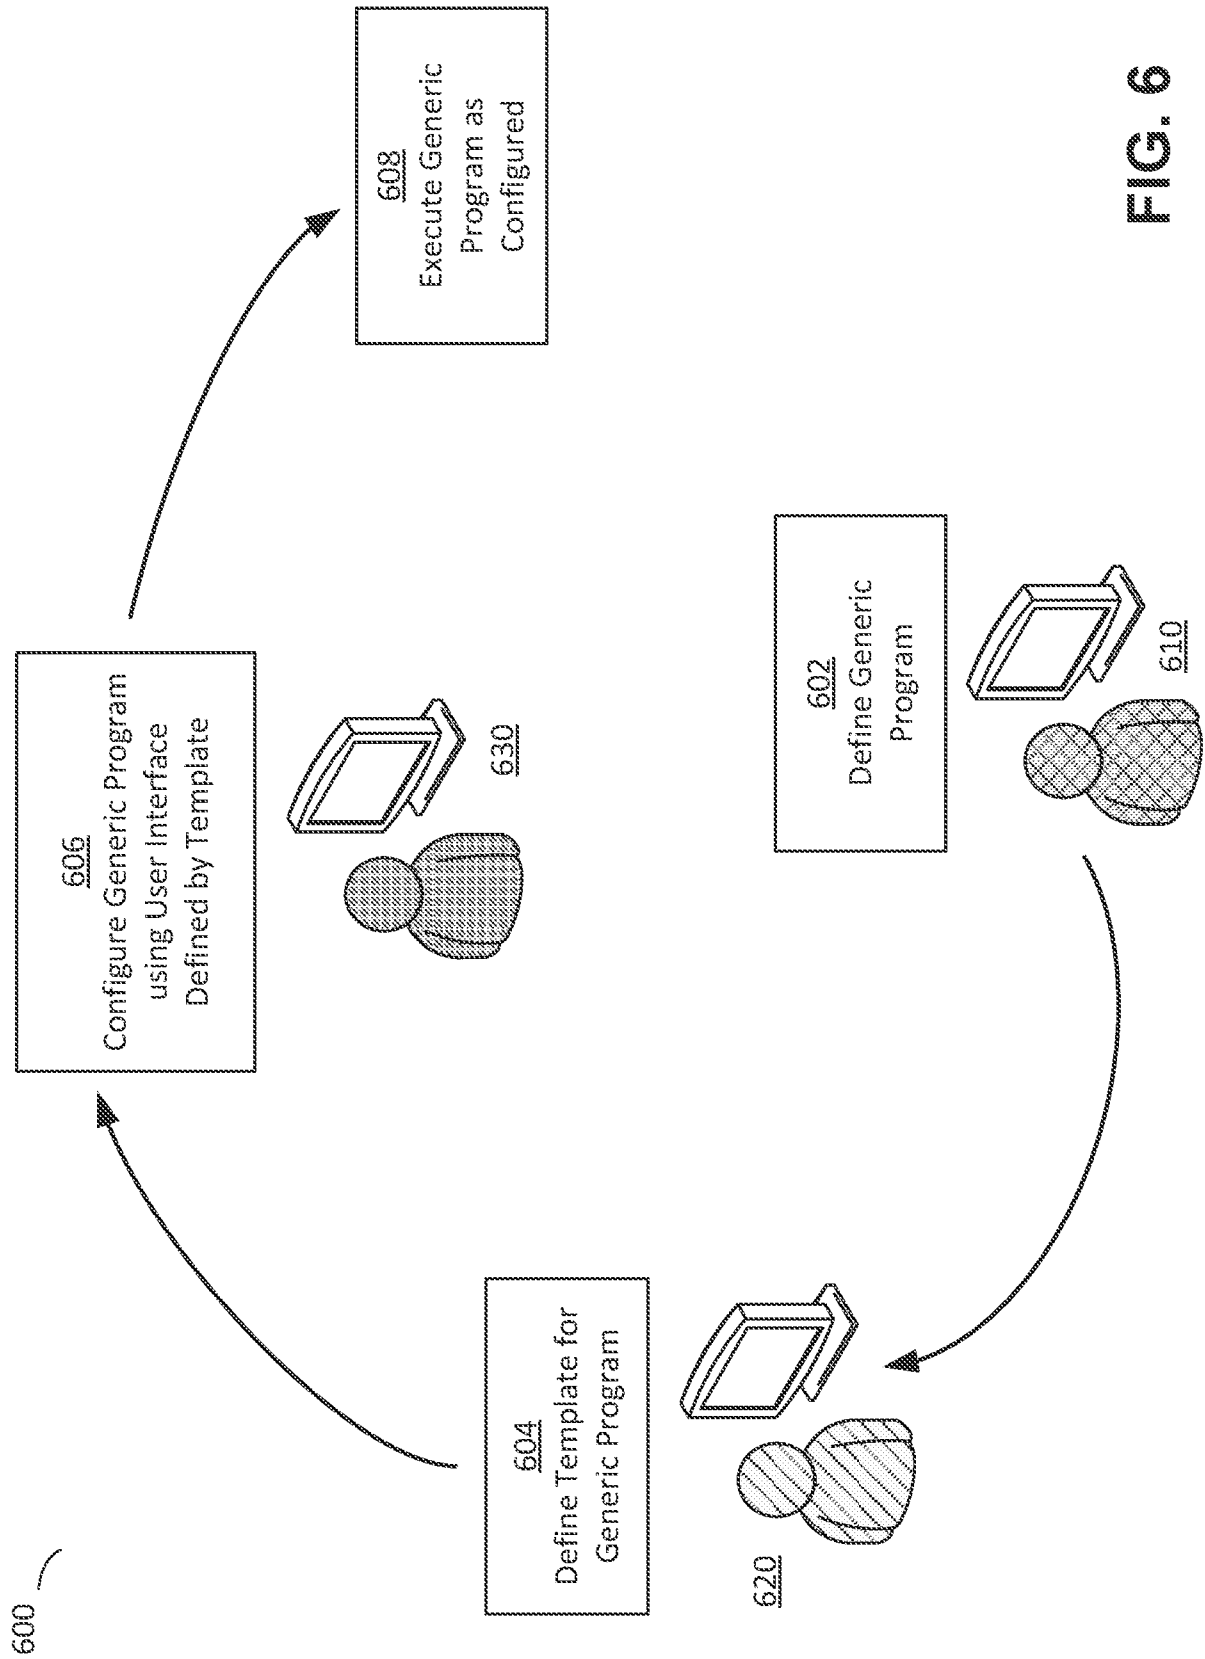 600
606
Configure Generic Program
using User Interface
Defined by Template
630
608
Execute Generic
Program as
Configured
604
Define Template for
Generic Program
620
602
Define Generic
Program
610
FIG. 6